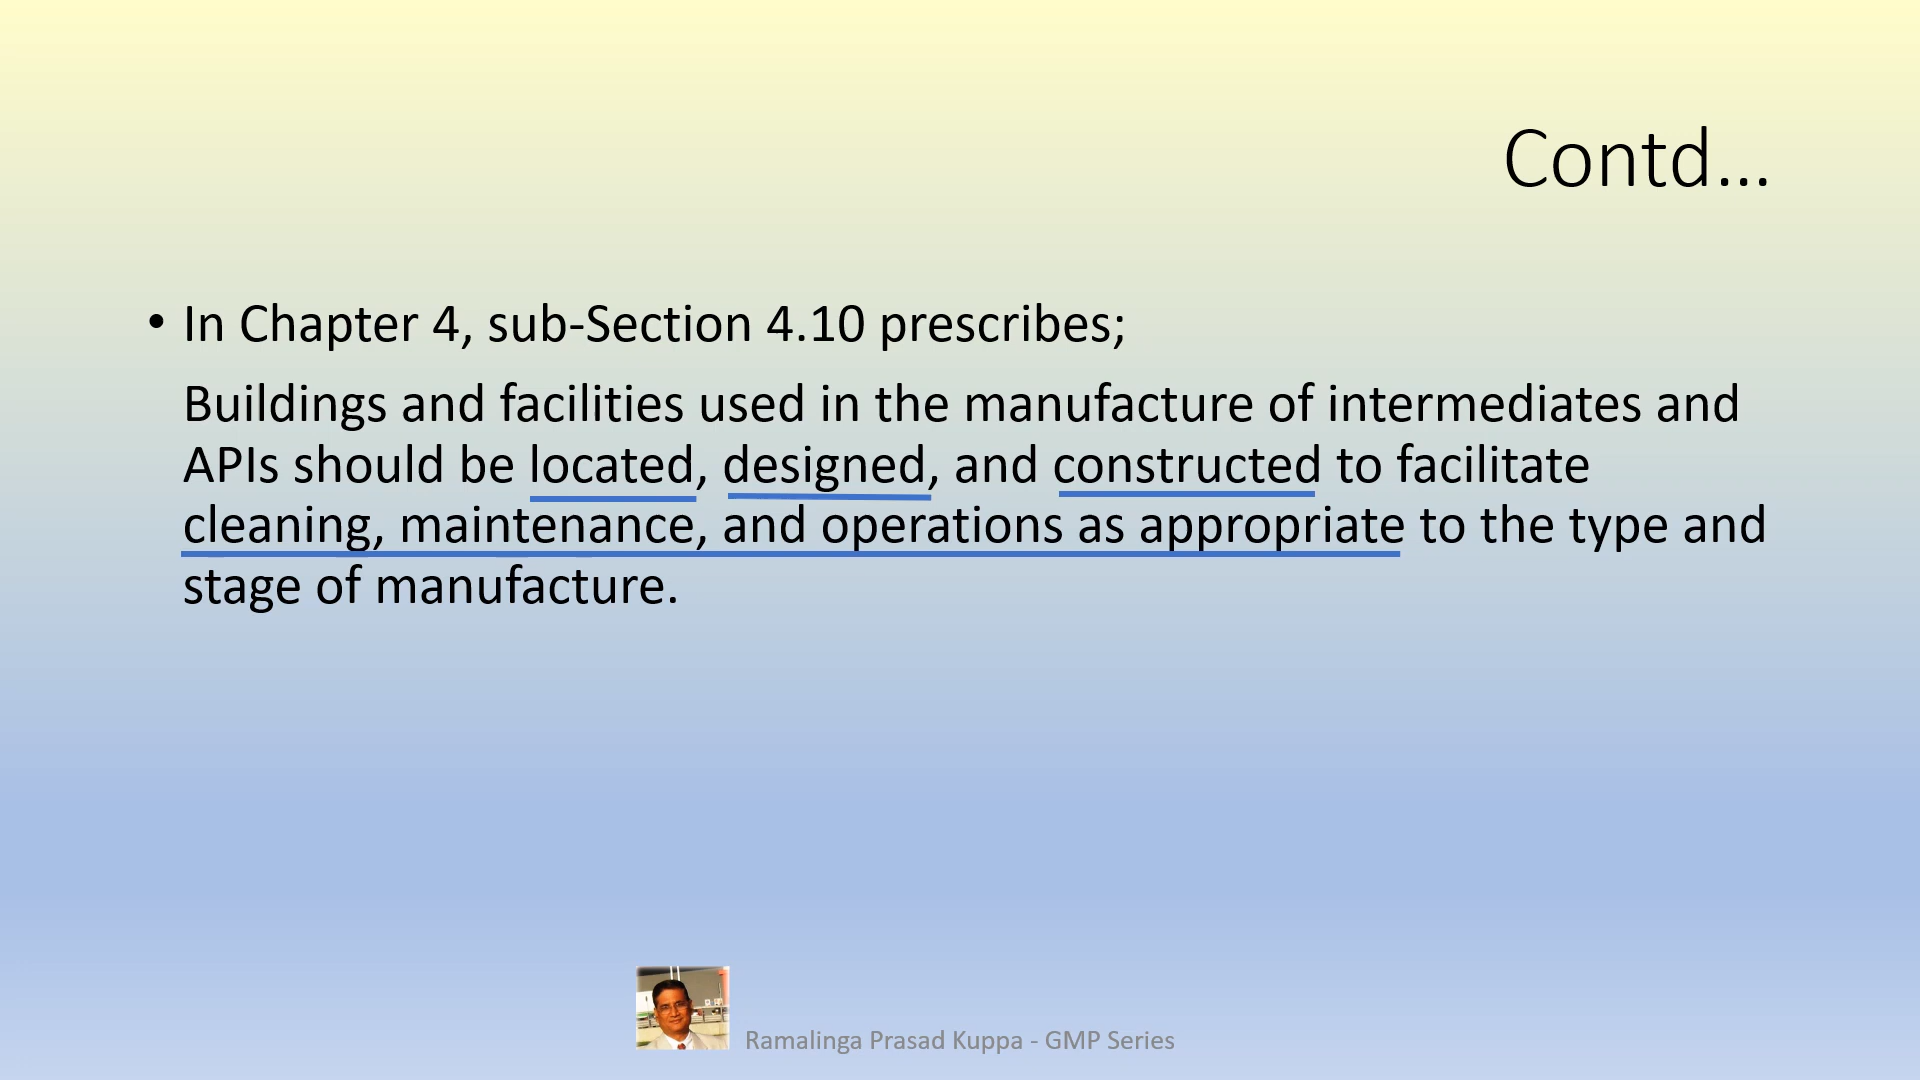 Contd...
• In Chapter 4, sub-Section 4.10 prescribes;
Buildings and facilities used in the manufacture of intermediates and
APIs should be located, designed, and constructed to facilitate
cleaning, maintenance, and operations as appropriate to the type and
stage of manufacture.
Ramalinga Prasad Kuppa - GMP Series